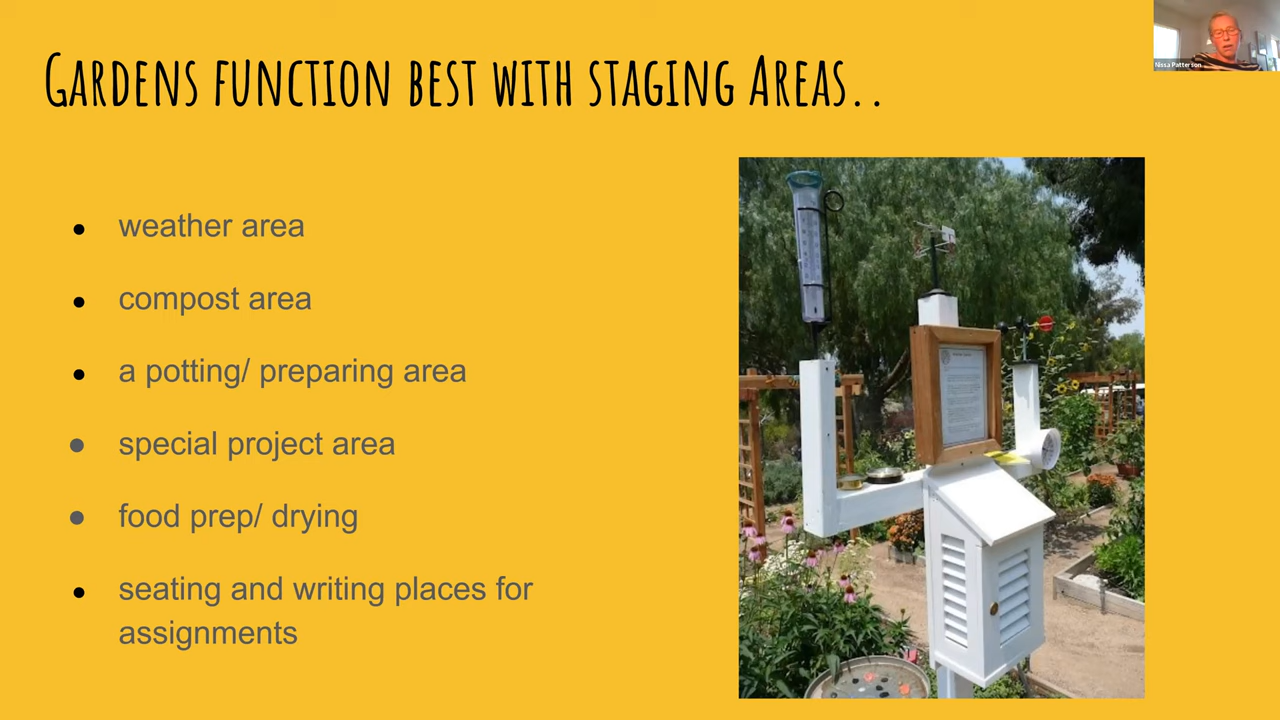 Gardens function best with staging Areas..
weather area
compost area
a potting/ preparing area
special project area
food prep/ drying
seating and writing places for
assignments
Nissa Patterson